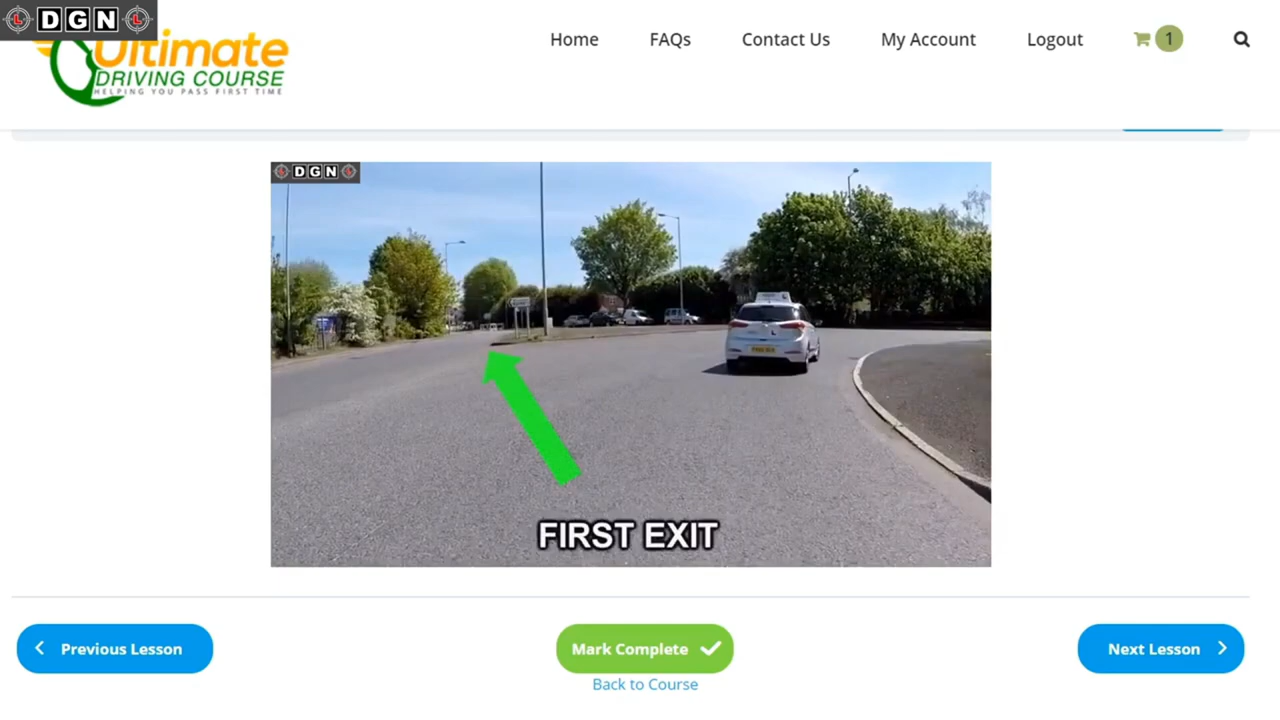 DGN
Ultimate
DRIVING COURSE
HELPING YOU PASS FIRST TIME
Home
FAQs
Contact Us
My Account
Logout
1
DGN
FIRST EXIT
Previous Lesson
Mark Complete
Next Lesson
Back to Course